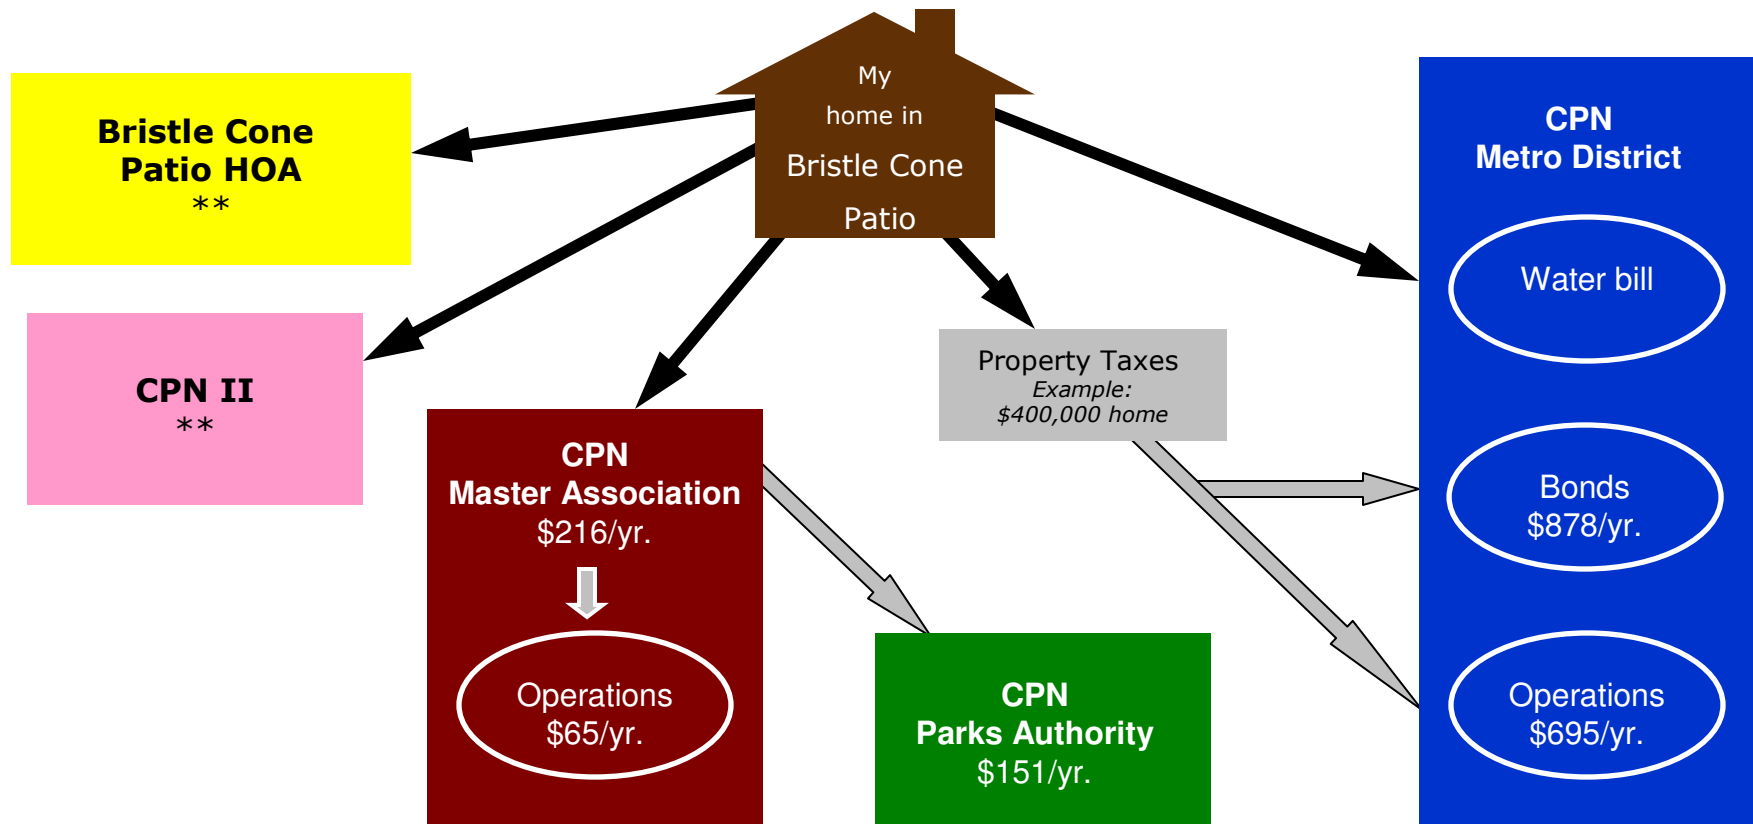 My
home in
Bristle Cone
Patio
Bristle Cone
Patio HOA
**
CPN II
**
CPN
Master Association
$216/yr.
Operations
$65/yr.
Property Taxes
Example:
$400,000 home
CPN
Parks Authority
$151/yr.
CPN
Metro District
Water bill
Bonds
$878/yr.
Operations
$695/yr.